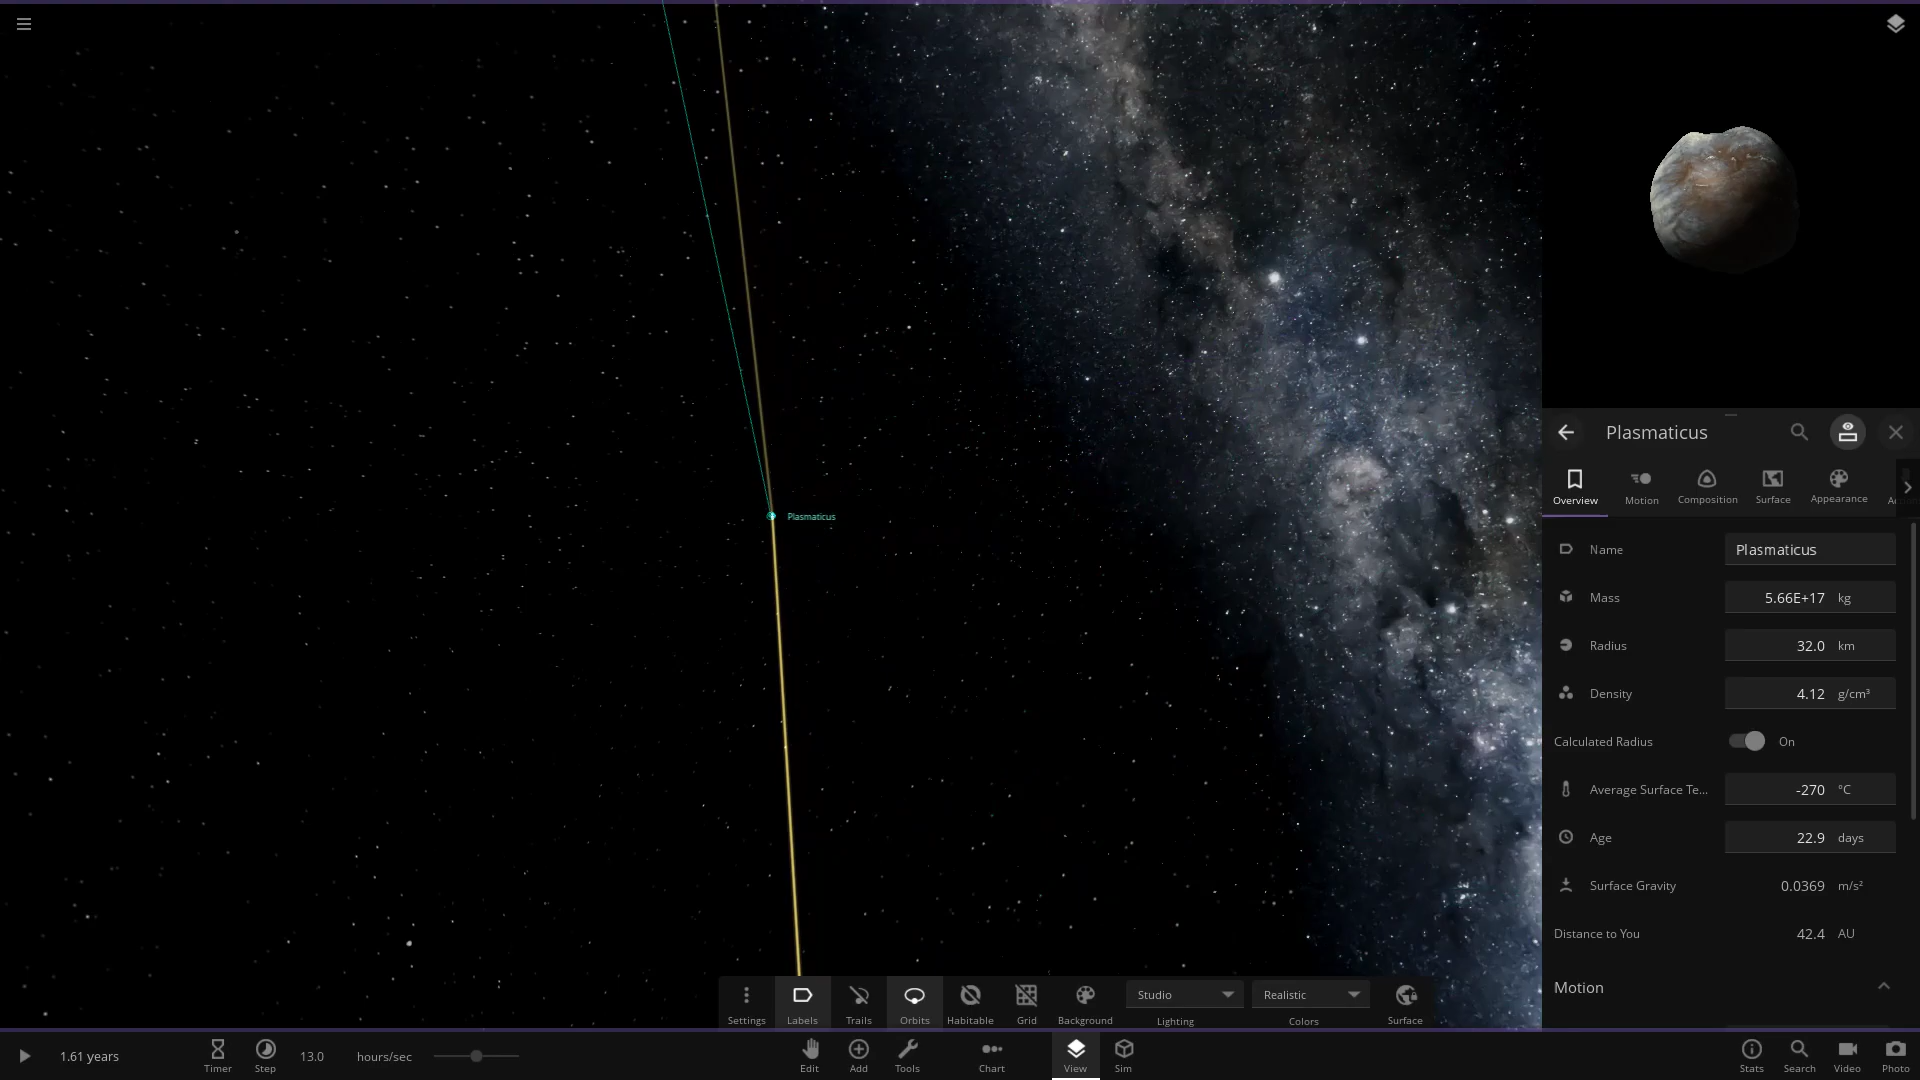 Plasmaticus
Plasmaticus
Overview
Motion
Composition
Surface
Appearance
Name
Plasmaticus
Mass
5.66E+17 kg
Radius
32.0 km
Density
4.12 g/cm³
Calculated Radius
On
Average Surface Te...
-270 °C
Age
22.9 days
Surface Gravity
0.0369 m/s²
Distance to You
42.4 AU
Motion
Settings
Labels
Trails
Orbits
Habitable
Grid
Background
Studio
Lighting
Realistic
Colors
Surface
1.61 years
Timer
Step
13.0 hours/sec
Edit
Add
Tools
Chart
View
Sim
Stats
Search
Video
Photo